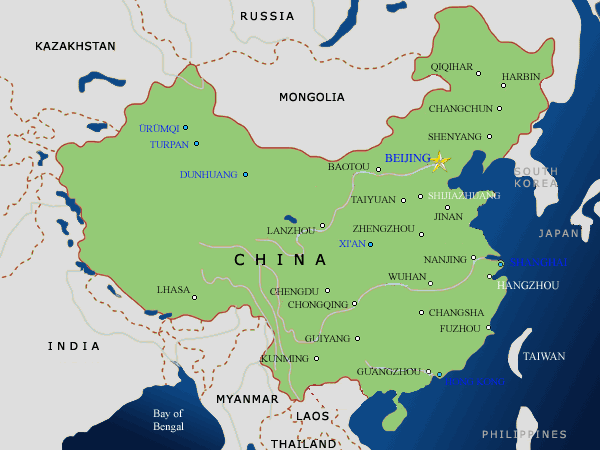 RUSSIA
KAZAKHSTAN
QIQIHAR
HARBIN
MONGOLIA
CHANGCHUN
ÜRÜMQI
SHENYANG
TURPAN
BEIJING
BAOTOU
DUNHUANG
SOUTH
KOREA
SHIJIAZHUANG
TAIYUAN
JINAN
LANZHOU
ZHENGZHOU
JAPAN
XI'AN
CHINA
NANJING
SHANGHAI
WUHAN
HANGZHOU
LHASA
CHENGDU
CHONGQING
CHANGSHA
FUZHOU
GUIYANG
INDIA
KUNMING
TAIWAN
GUANGZHOU
HONG KONG
MYANMAR
Bay of
Bengal
LAOS
PHILIPPINES
THAILAND